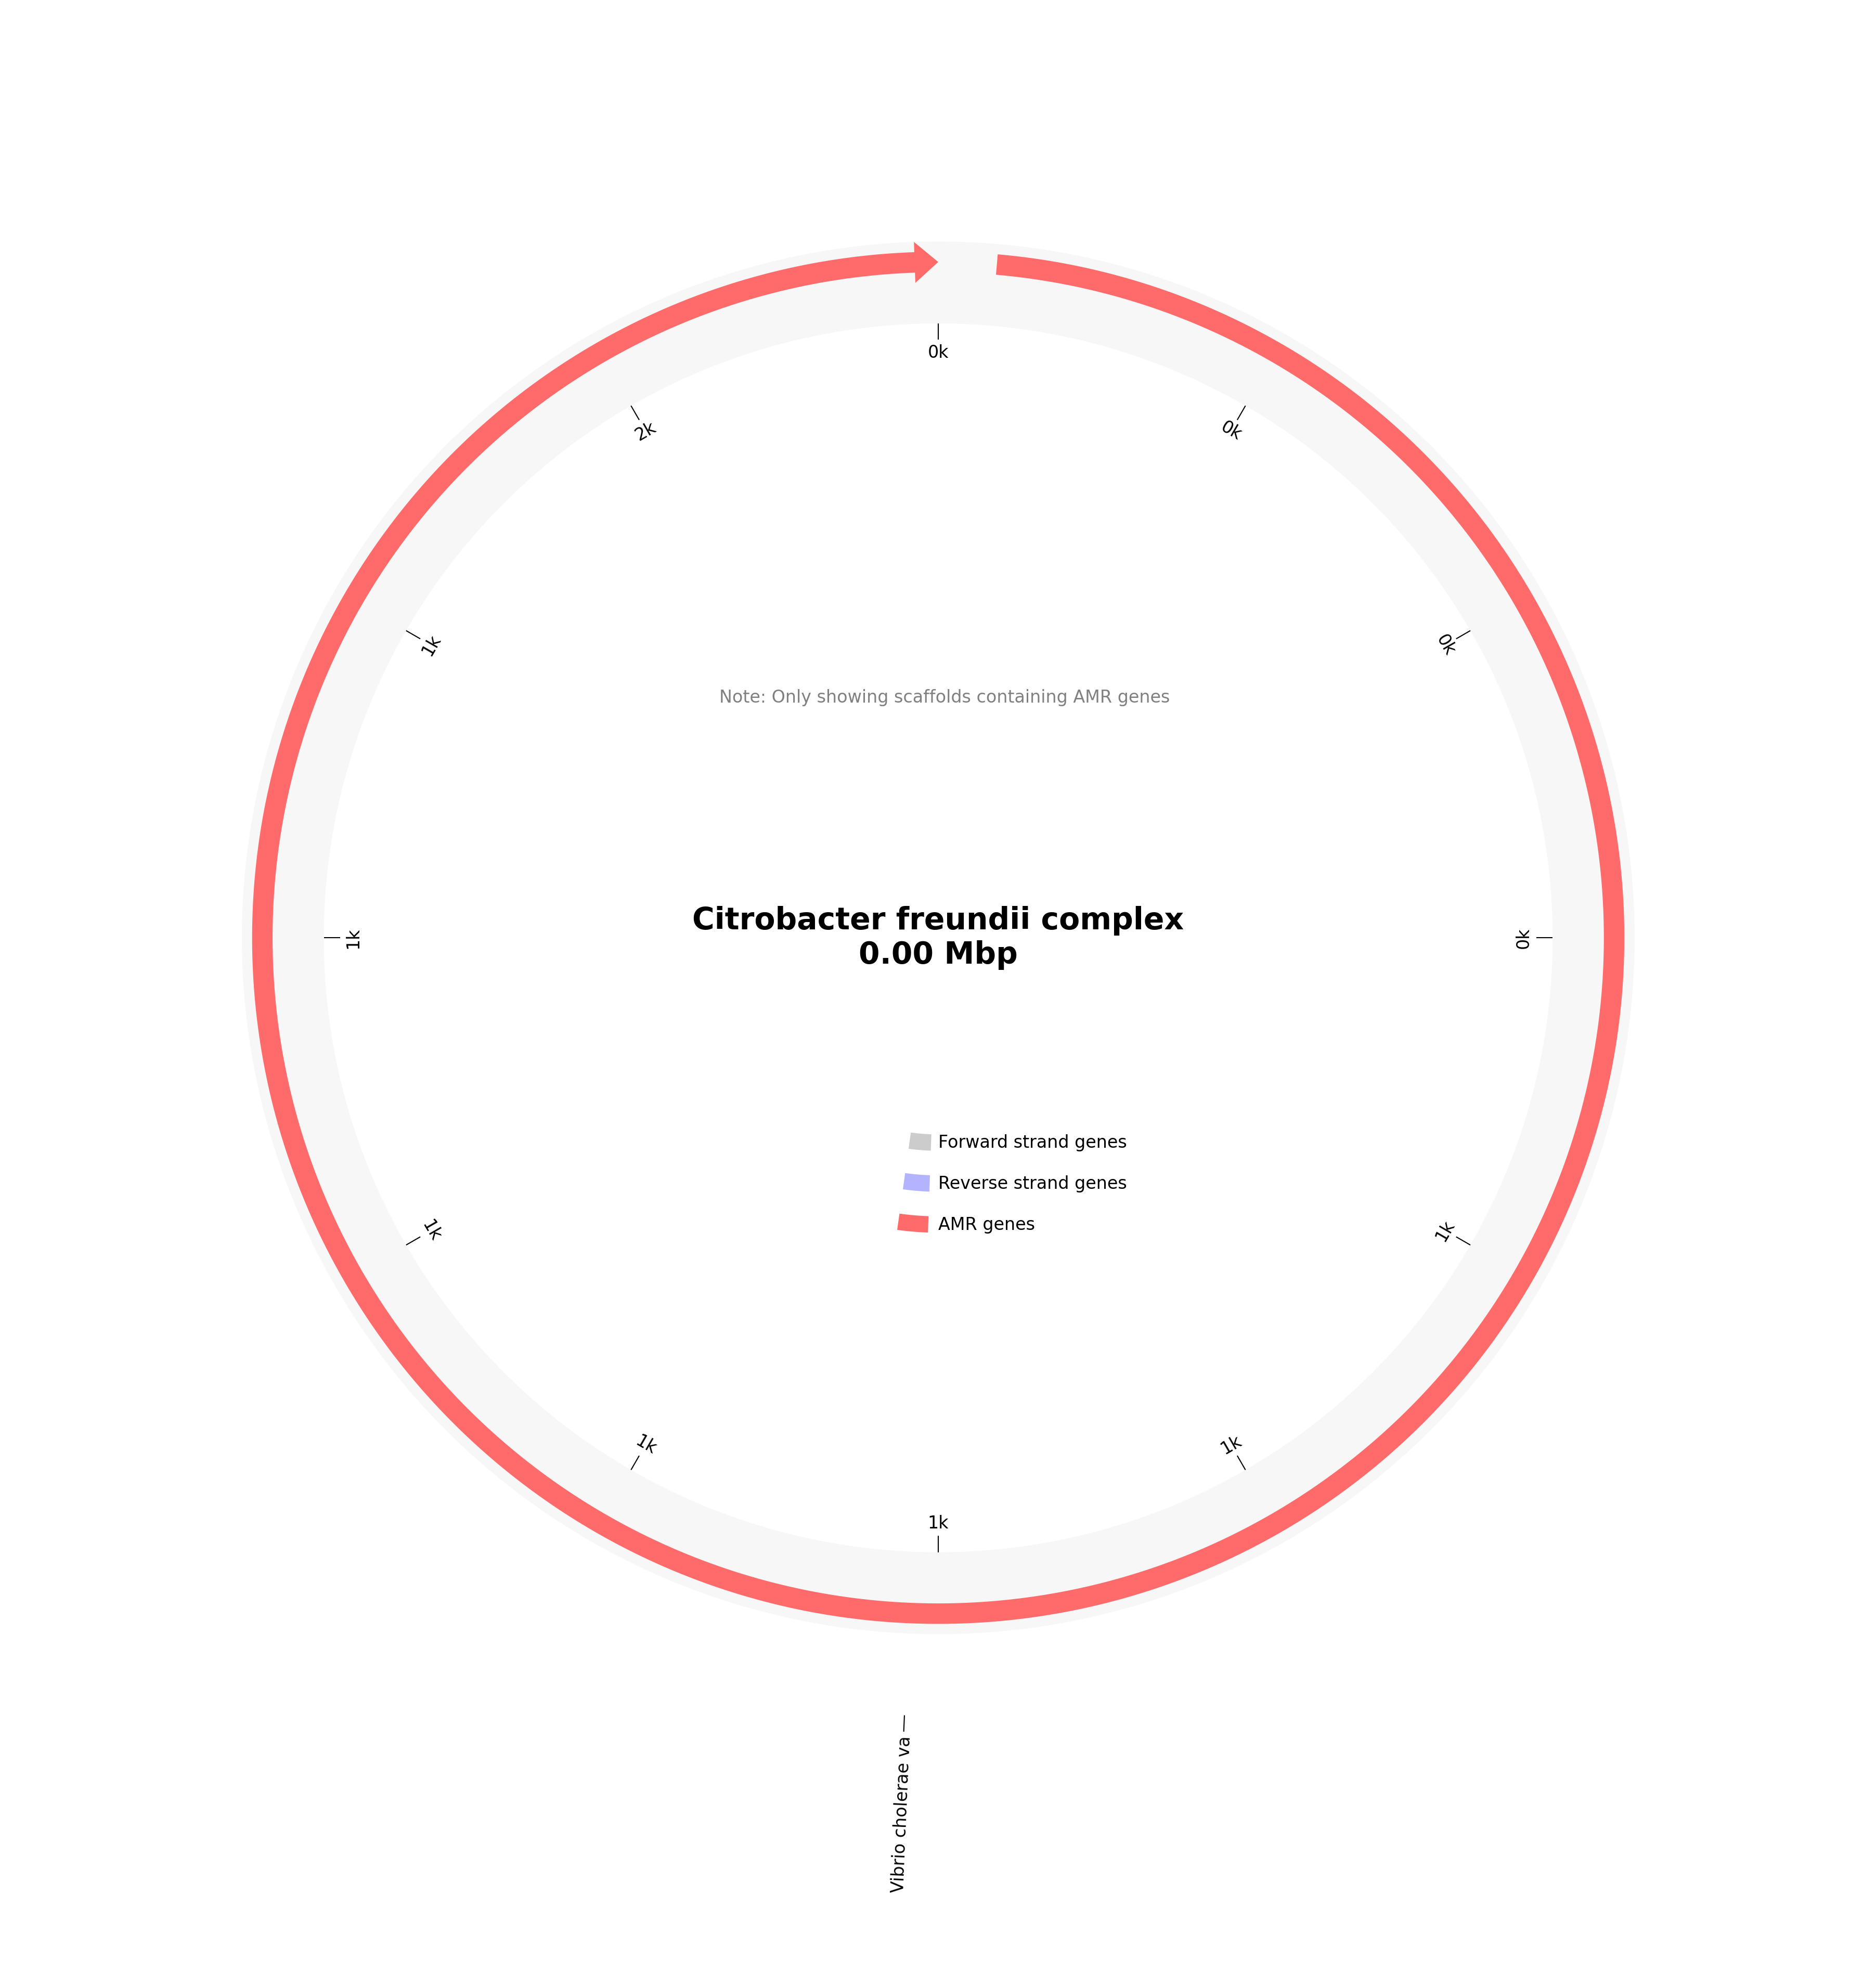 0k
2k
0k
1k
0k
Note: Only showing scaffolds containing AMR genes
Citrobacter freundii complex
0.00 Mbp
1k
0k
Forward strand genes
Reverse strand genes
AMR genes
1k
1k
1k
1k
1k
Vibrio cholerae va